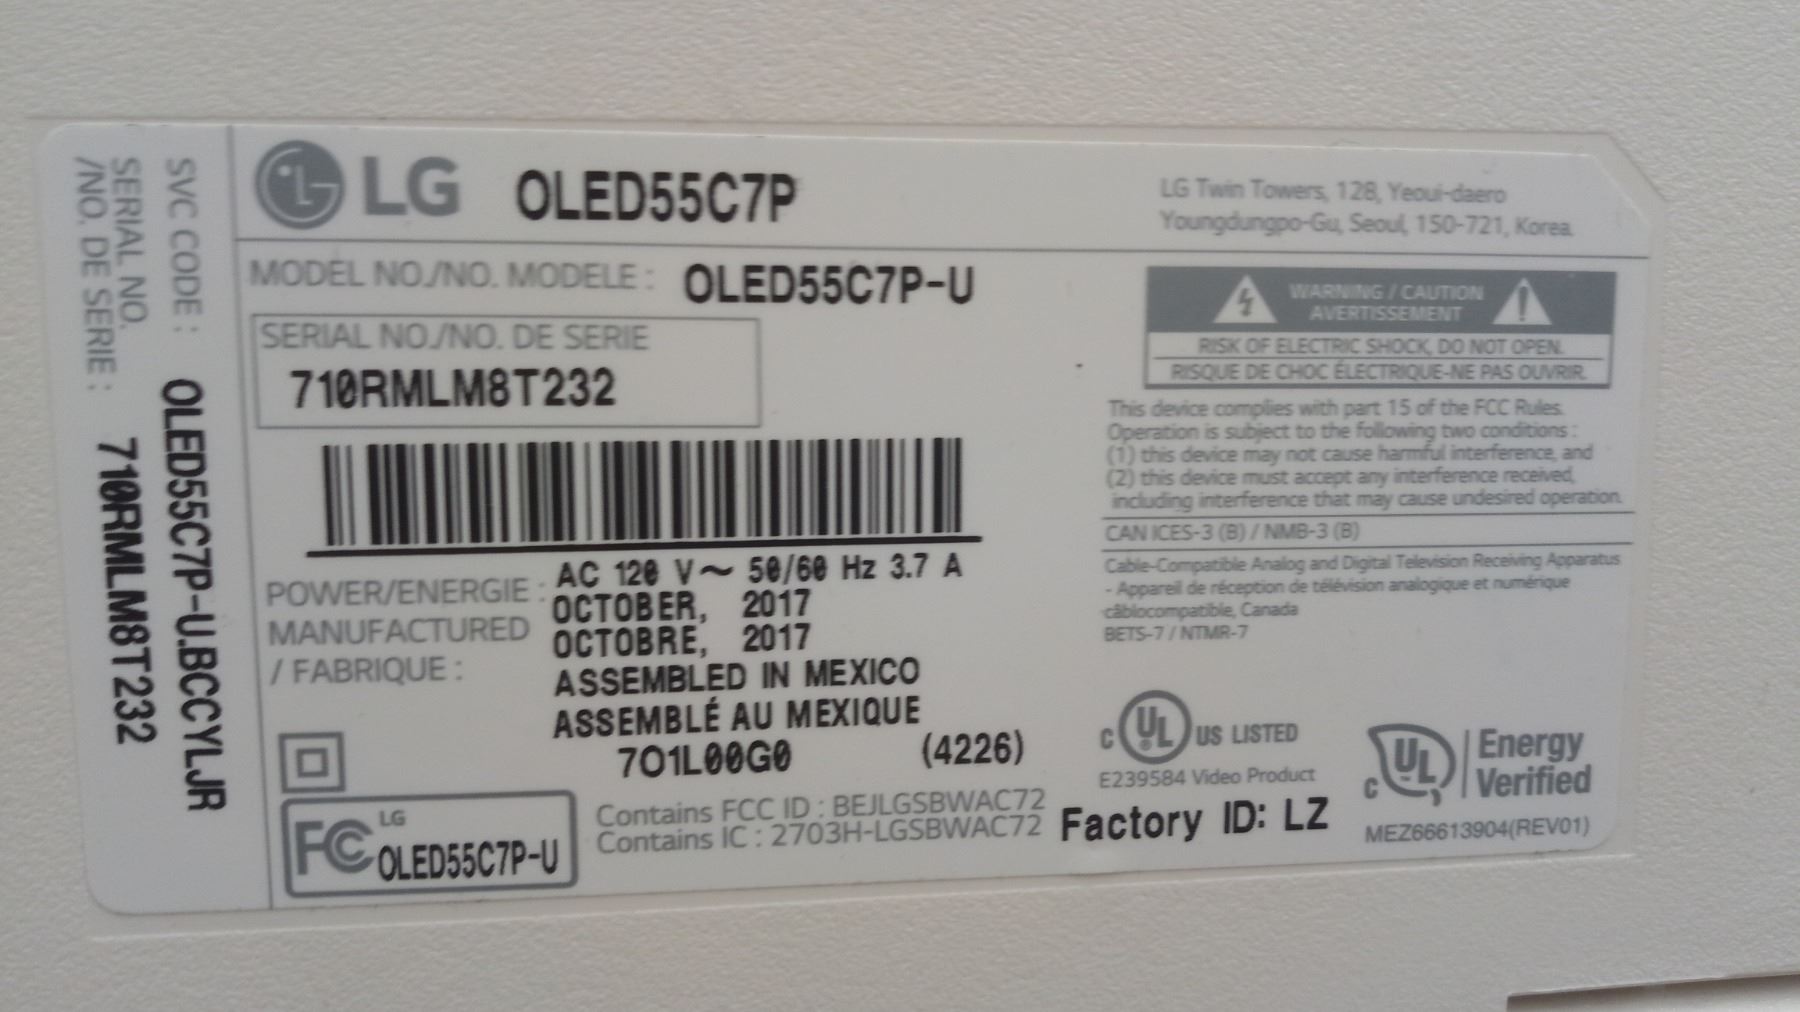 SVC CODE : OLED55C7P-U.BCCYLJR
SERIAL NO.
/NO. DE SERIE : 710RMLM8T232
LG OLED55C7P
LG Twin Towers, 128, Yeoui-daero
Youngdungpo-Gu, Seoul, 150-721, Korea
MODEL NO./NO. MODELE : OLED55C7P-U
SERIAL NO./NO. DE SERIE
710RMLM8T232
POWER/ENERGIE : AC 120 V~ 50/60 Hz 3.7 A
MANUFACTURED
/ FABRIQUE :
OCTOBER, 2017
OCTOBRE, 2017
ASSEMBLED IN MEXICO
ASSEMBLÉ AU MEXIQUE
701L00G0 (4226)
FC LG
OLED55C7P-U
Contains FCC ID : BEJLGSBWAC72
Contains IC : 2703H-LGSBWAC72
Factory ID: LZ
WARNING / CAUTION
AVERTISSEMENT
RISK OF ELECTRIC SHOCK, DO NOT OPEN.
RISQUE DE CHOC ÉLECTRIQUE-NE PAS OUVRIR.
This device complies with part 15 of the FCC Rules.
Operation is subject to the following two conditions :
(1) this device may not cause harmful interference, and
(2) this device must accept any interference received,
including interference that may cause undesired operation.
CAN ICES-3 (B) / NMB-3 (B)
Cable-Compatible Analog and Digital Television Receiving Apparatus
- Appareil de réception de télévision analogique et numérique
câblocompatible, Canada
BETS-7 / NTMR-7
C UL US LISTED
E239584 Video Product
C UL Energy
Verified
MEZ66613904(REV01)